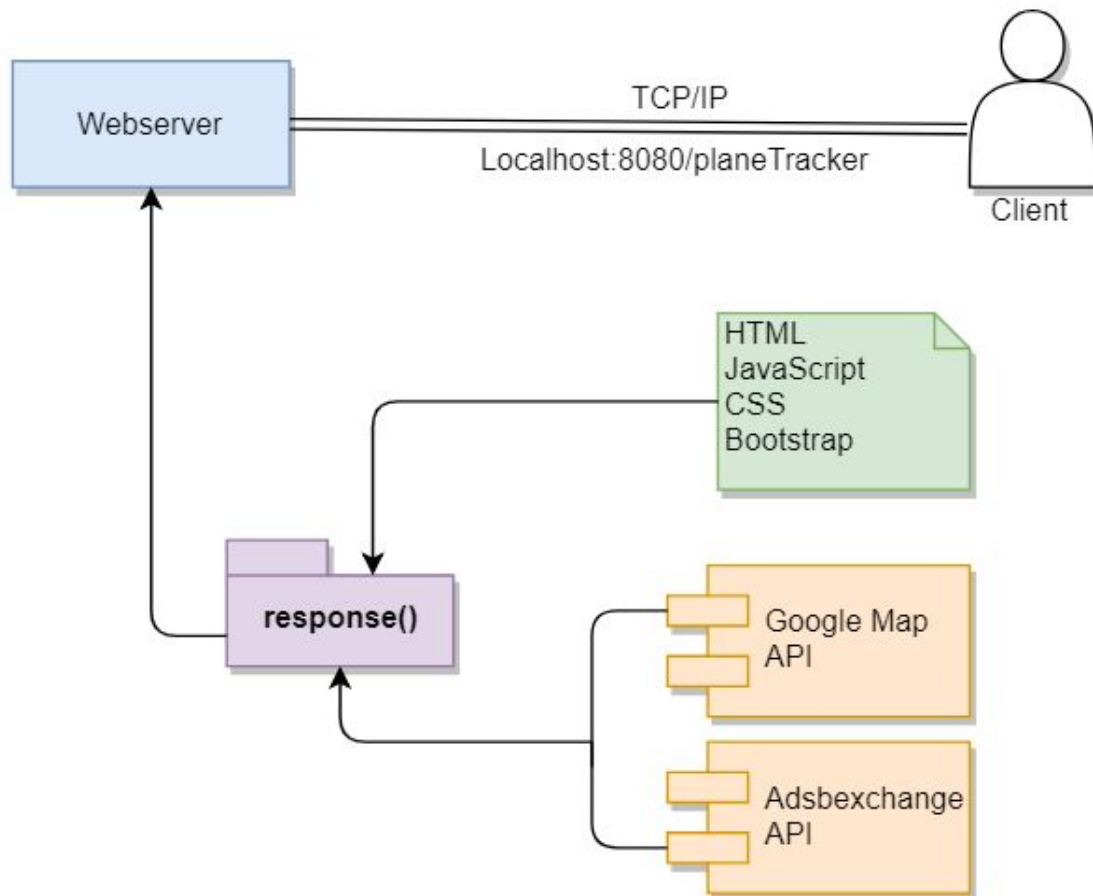 Webserver
TCP/IP
Localhost:8080/planeTracker
Client
HTML
JavaScript
CSS
Bootstrap
response()
Google Map
API
Adsbexchange
API